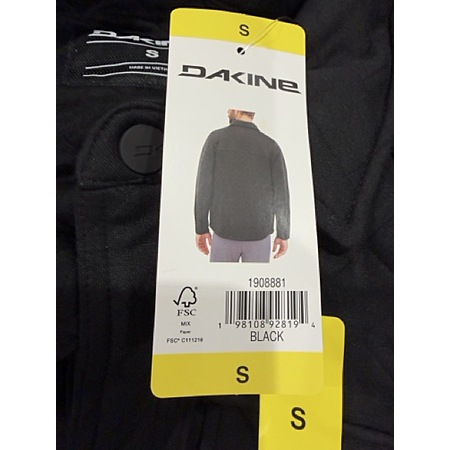 S
DAKINE
1908881
1 98108 92819 4
BLACK
FSC
MIX
Paper
FSC® C111216
S
S
DAKINE
S
MADE IN VIETNAM